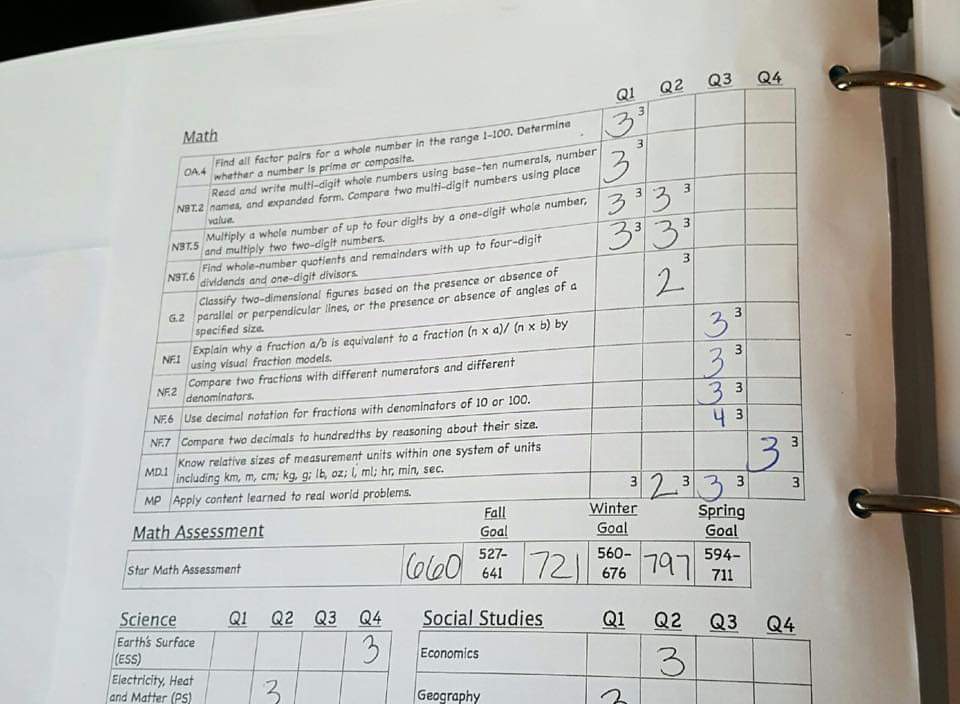 Q1 Q2 Q3 Q4
Math
OA.4 Find all factor pairs for a whole number in the range 1-100. Determine 3 3
whether a number is prime or composite.
NBT.2 Read and write multi-digit whole numbers using base-ten numerals, number 3 3
names, and expanded form. Compare two multi-digit numbers using place
value.
NBT.5 Multiply a whole number of up to four digits by a one-digit whole number, 3 3 3 3
and multiply two two-digit numbers.
NBT.6 Find whole-number quotients and remainders with up to four-digit 3 3 3 3
dividends and one-digit divisors.
G.2 Classify two-dimensional figures based on the presence or absence of 2 3
parallel or perpendicular lines, or the presence or absence of angles of a
specified size.
NF.1 Explain why a fraction a/b is equivalent to a fraction (n x a)/ (n x b) by 3 3
using visual fraction models.
NF.2 Compare two fractions with different numerators and different 3 3
denominators.
NF.6 Use decimal notation for fractions with denominators of 10 or 100. 3 3
NF.7 Compare two decimals to hundredths by reasoning about their size. 4 3
MD.1 Know relative sizes of measurement units within one system of units 3 3
including km, m, cm; kg, g; lb, oz; l, ml; hr, min, sec.
MP Apply content learned to real world problems. 3 2 3 3 3 3
Math Assessment
Fall Winter Spring
Goal Goal Goal
Star Math Assessment 660 527- 721 560- 797 594-
641 676 711
Science Q1 Q2 Q3 Q4
Earth's Surface 3
(ESS)
Electricity, Heat 3
and Matter (PS)
Social Studies Q1 Q2 Q3 Q4
Economics 3
Geography